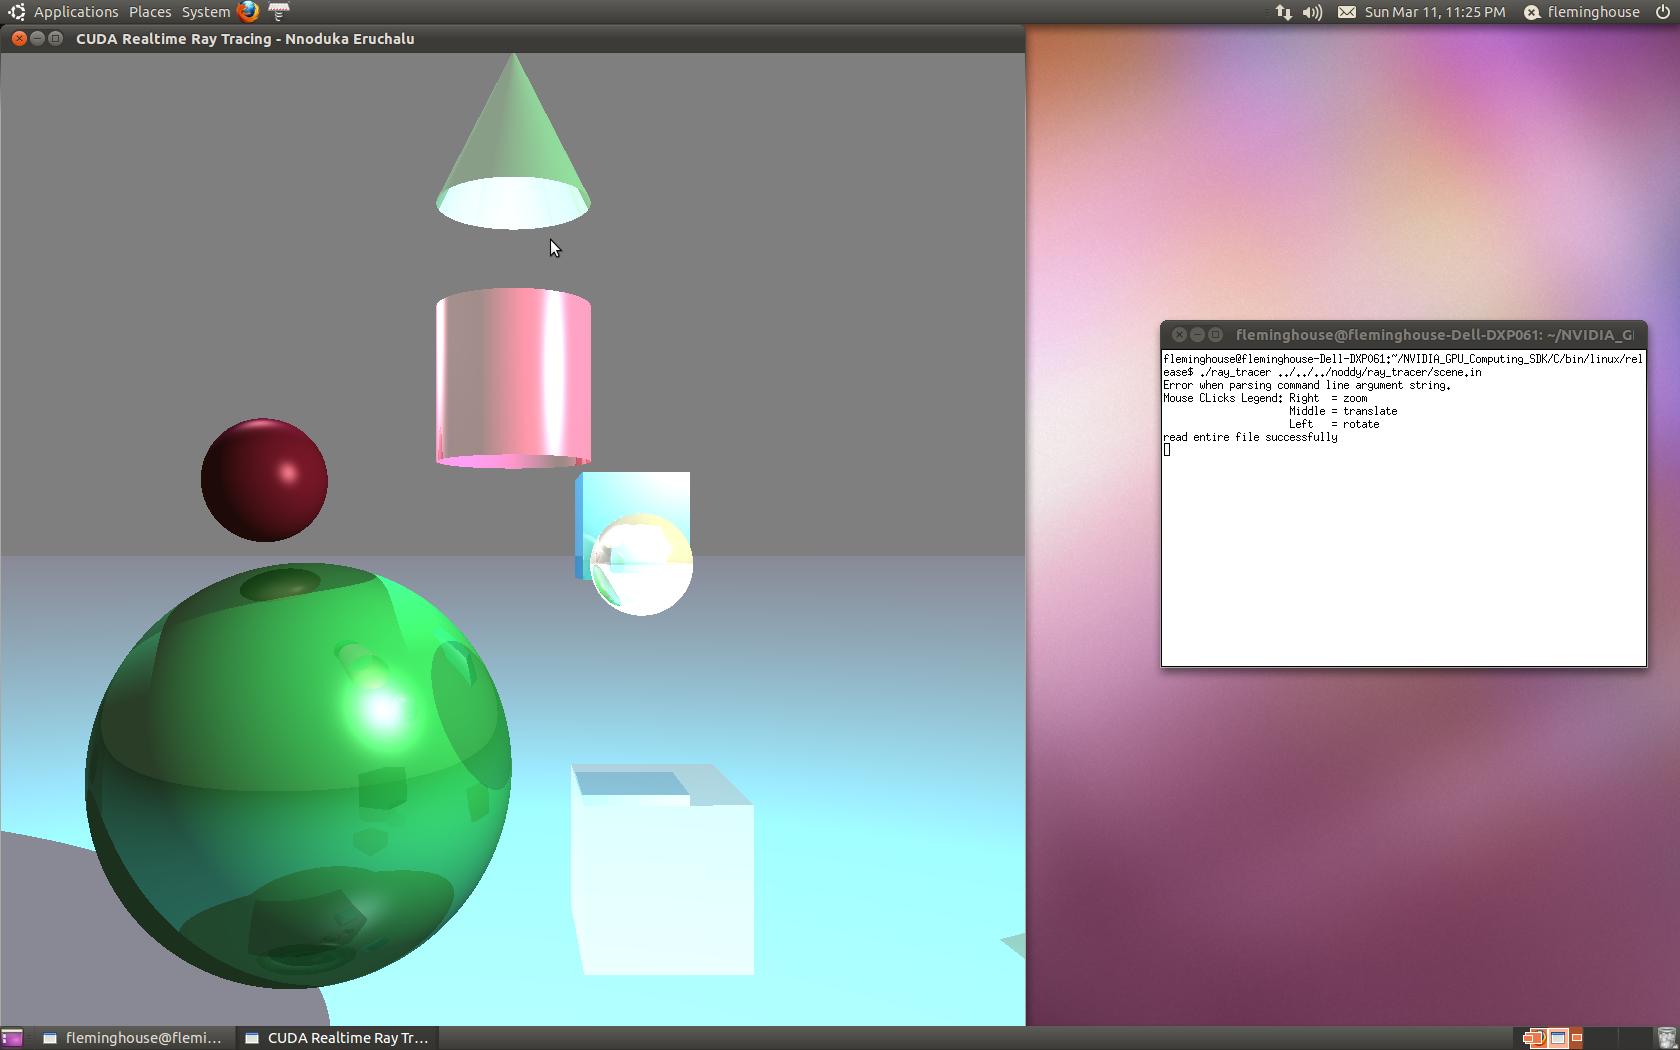 Applications Places System
Sun Mar 11, 11:25 PM fleminghouse
CUDA Realtime Ray Tracing - Nnoduka Eruchalu
fleminghouse@fleminghouse-Dell-DXP061: ~/NVIDIA_G
fleminghouse@fleminghouse-Dell-DXP061:~/NVIDIA_GPU_Computing_SDK/C/bin/linux/rel
ease$ ./ray_tracer ../../../noddy/ray_tracer/scene.in
Error when parsing command line argument string.
Mouse CLicks Legend: Right = zoom
Middle = translate
Left = rotate
read entire file successfully
fleminghouse@flemi...
CUDA Realtime Ray Tr...